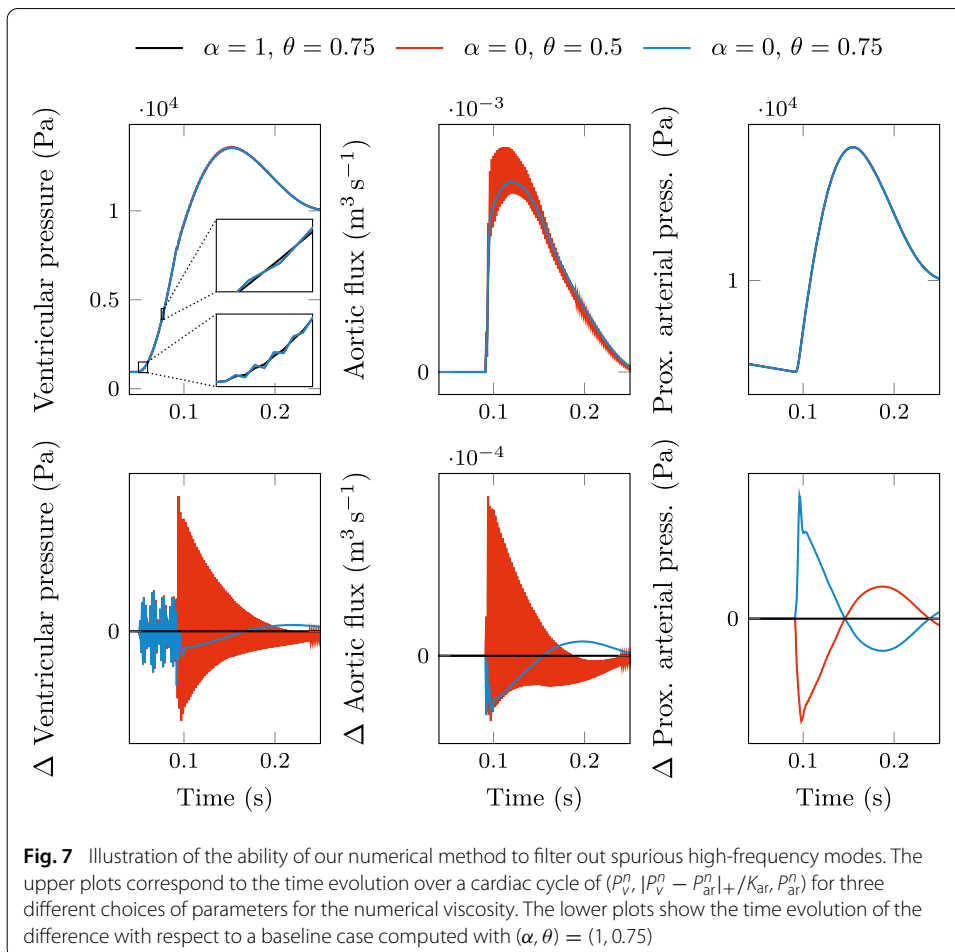 α = 1, θ = 0.75 α = 0, θ = 0.5 α = 0, θ = 0.75
·10⁴
Ventricular pressure (Pa)
1
0.5
0
0.1 0.2
·10⁻³
Aortic flux (m³ s⁻¹)
0
0.1 0.2
·10⁴
Prox. arterial press. (Pa)
1
0.1 0.2
Δ Ventricular pressure (Pa)
0
0.1 0.2
Time (s)
·10⁻⁴
Δ Aortic flux (m³ s⁻¹)
0
0.1 0.2
Time (s)
Δ Prox. arterial press. (Pa)
0
0.1 0.2
Time (s)
Fig. 7 Illustration of the ability of our numerical method to filter out spurious high-frequency modes. The
upper plots correspond to the time evolution over a cardiac cycle of (Pᵥⁿ, |Pᵥⁿ − Pₐᵣⁿ|₊/Kₐᵣ, Pₐᵣⁿ) for three
different choices of parameters for the numerical viscosity. The lower plots show the time evolution of the
difference with respect to a baseline case computed with (α, θ) = (1, 0.75)